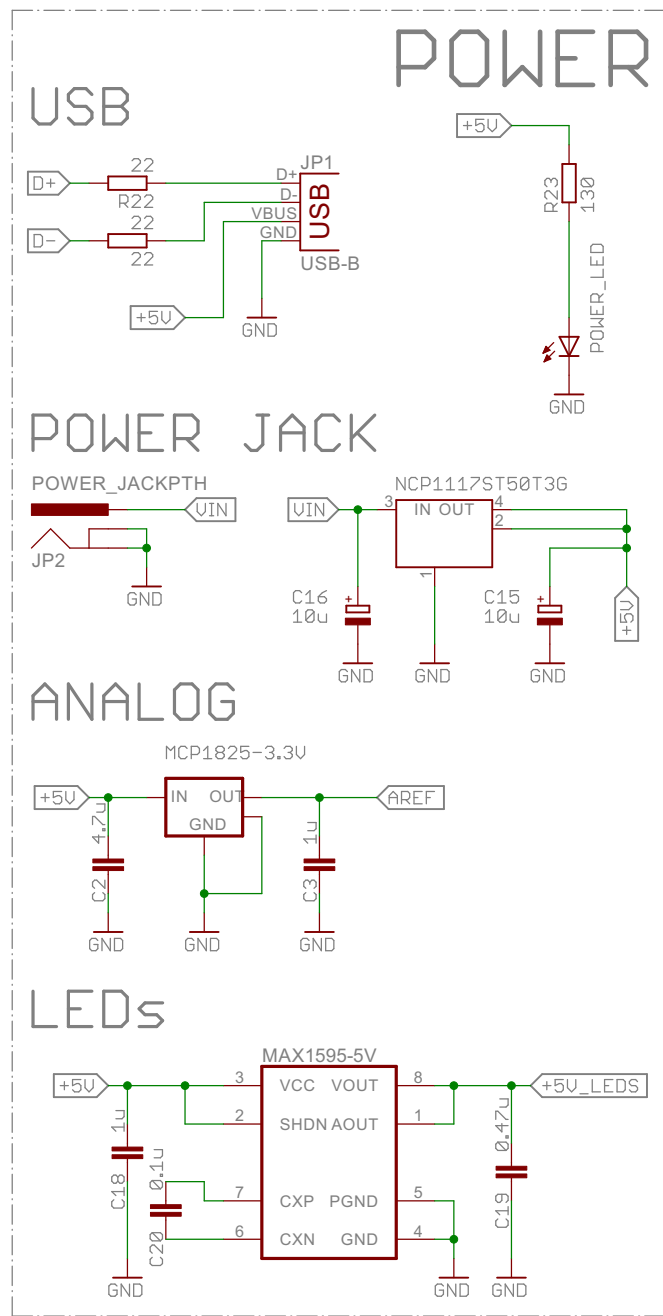 POWER
USB
+5V
JP1
22
D+
D+
R22
D-
22
VBUS
D-
GND
22
USB
USB-B
+5V
GND
R23
130
POWER_LED
GND
POWER JACK
POWER_JACKPTH
VIN
JP2
GND
NCP1117ST50T3G
VIN
3
IN OUT
4
2
1
C16
10u
+
C15
10u
+
+5V
GND
GND
GND
ANALOG
MCP1825-3.3V
+5V
IN
OUT
AREF
GND
4.7u
C2
1u
C3
GND
GND
GND
LEDs
MAX1595-5V
+5V
3
VCC
VOUT
8
+5V_LEDS
2
SHDN
AOUT
1
1u
C18
0.1u
C20
0.47u
C19
7
CXP
PGND
5
6
CXN
GND
4
GND
GND
GND